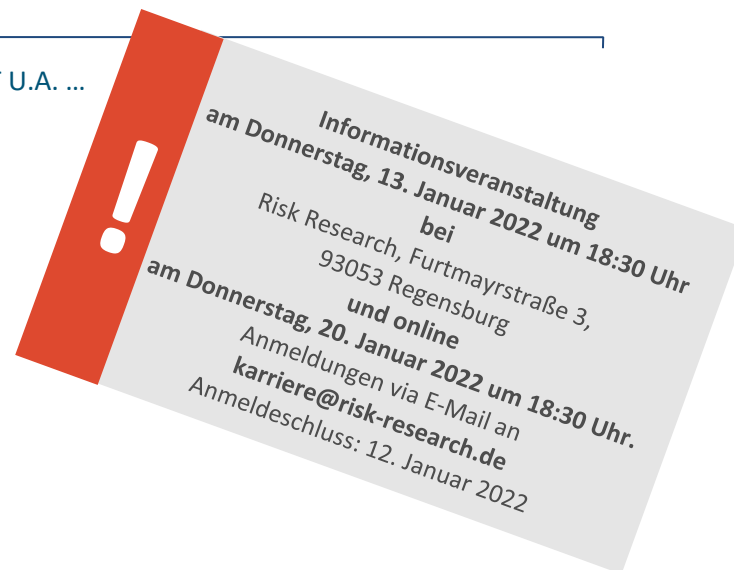 U.A. ...
!
Informationsveranstaltung
am Donnerstag, 13. Januar 2022 um 18:30 Uhr
bei
Risk Research, Furtmayrstraße 3,
93053 Regensburg
und online
am Donnerstag, 20. Januar 2022 um 18:30 Uhr.
Anmeldungen via E-Mail an
karriere@risk-research.de
Anmeldeschluss: 12. Januar 2022